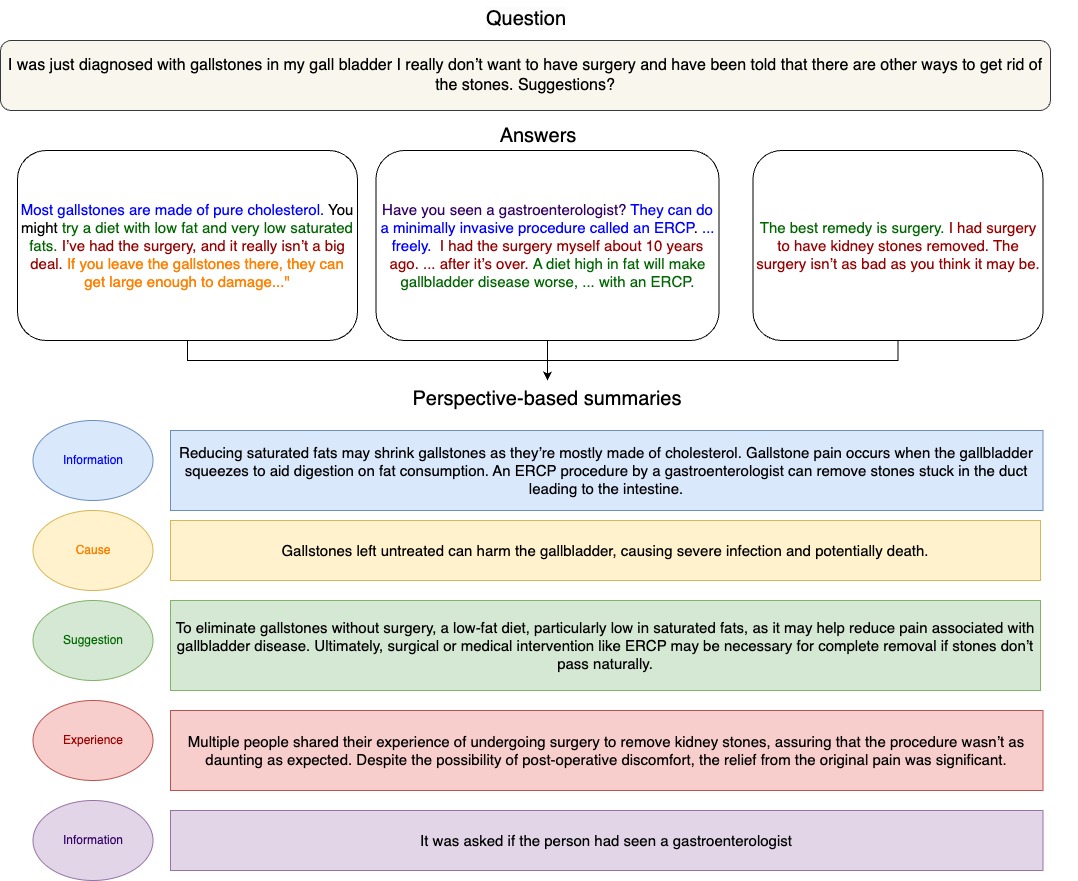 Question
I was just diagnosed with gallstones in my gall bladder I really don't want to have surgery and have been told that there are other ways to get rid of
the stones. Suggestions?
Answers
Most gallstones are made of pure cholesterol. You
might try a diet with low fat and very low saturated
fats. I've had the surgery, and it really isn't a big
deal. If you leave the gallstones there, they can
get large enough to damage..."
Have you seen a gastroenterologist? They can do
a minimally invasive procedure called an ERCP. ...
freely. I had the surgery myself about 10 years
ago. ... after it's over. A diet high in fat will make
gallbladder disease worse, ... with an ERCP.
The best remedy is surgery. I had surgery
to have kidney stones removed. The
surgery isn't as bad as you think it may be.
Perspective-based summaries
Information
Reducing saturated fats may shrink gallstones as they're mostly made of cholesterol. Gallstone pain occurs when the gallbladder
squeezes to aid digestion on fat consumption. An ERCP procedure by a gastroenterologist can remove stones stuck in the duct
leading to the intestine.
Cause
Gallstones left untreated can harm the gallbladder, causing severe infection and potentially death.
Suggestion
To eliminate gallstones without surgery, a low-fat diet, particularly low in saturated fats, as it may help reduce pain associated with
gallbladder disease. Ultimately, surgical or medical intervention like ERCP may be necessary for complete removal if stones don't
pass naturally.
Experience
Multiple people shared their experience of undergoing surgery to remove kidney stones, assuring that the procedure wasn't as
daunting as expected. Despite the possibility of post-operative discomfort, the relief from the original pain was significant.
Information
It was asked if the person had seen a gastroenterologist